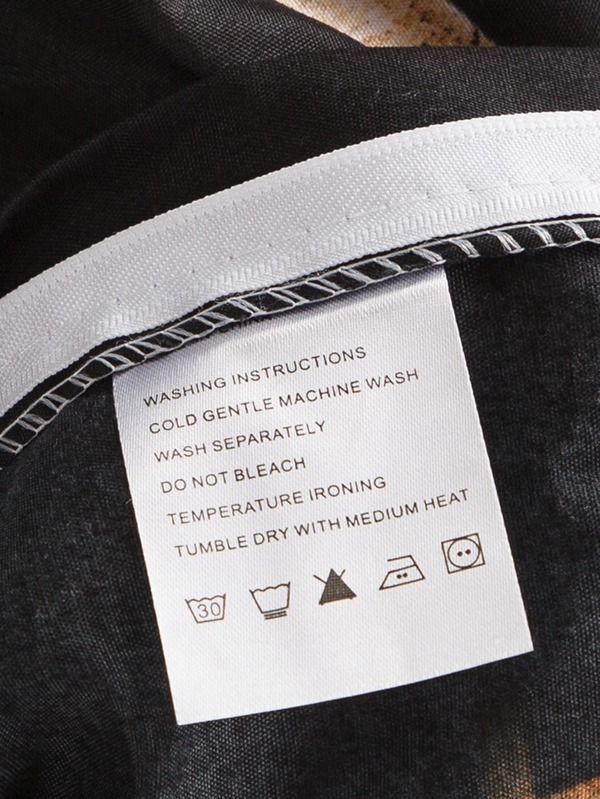 WASHING INSTRUCTIONS
COLD GENTLE MACHINE WASH
WASH SEPARATELY
DO NOT BLEACH
TEMPERATURE IRONING
TUMBLE DRY WITH MEDIUM HEAT
30